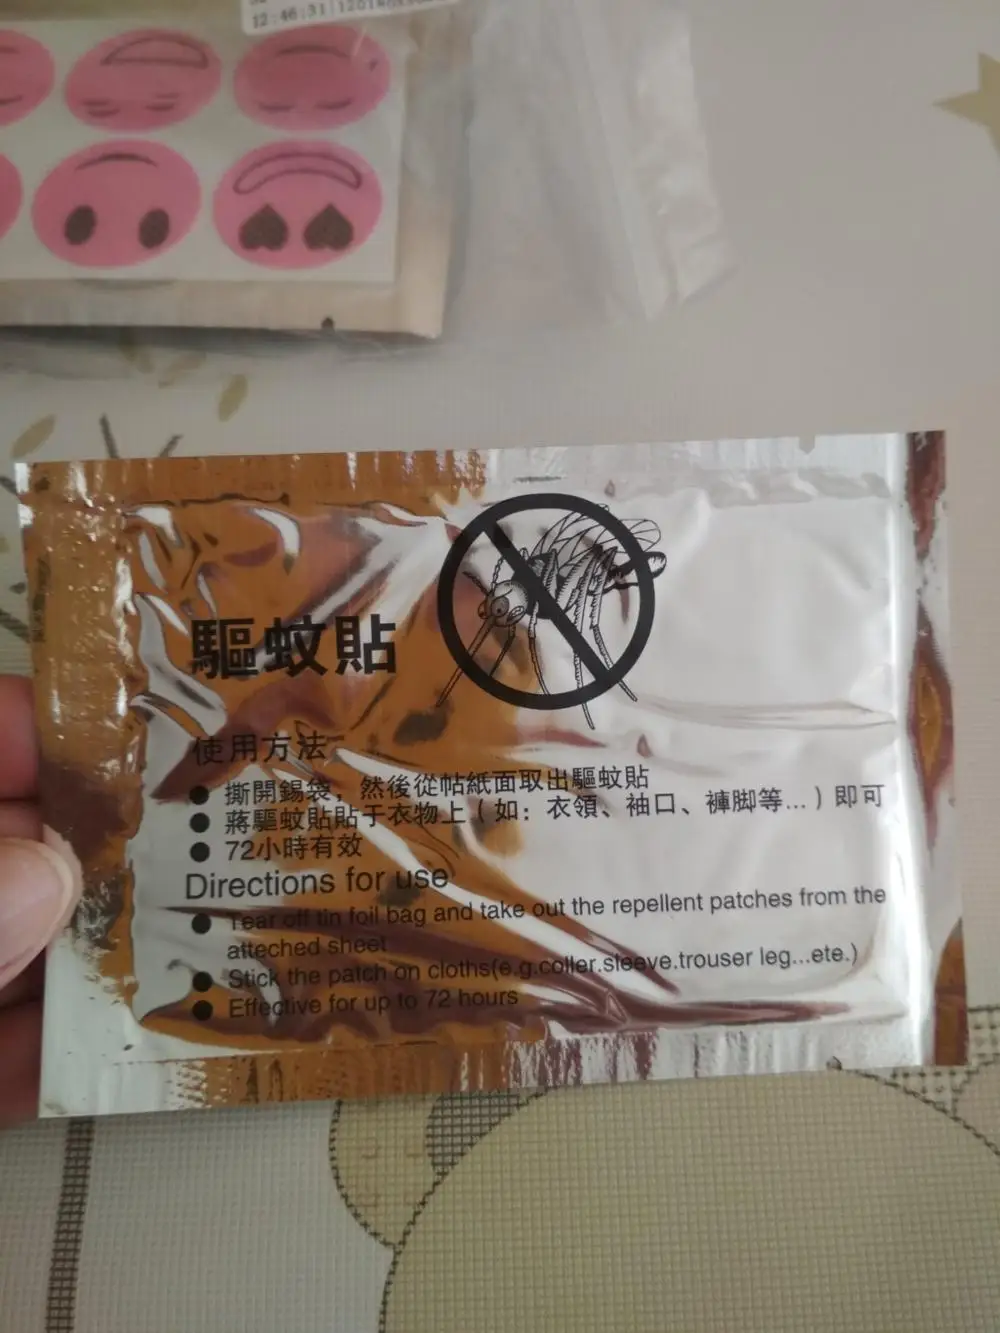 12:46:31
驅蚊貼
使用方法
● 撕開錫袋，然後從帖紙面取出驅蚊貼
● 蔣驅蚊貼貼于衣物上（如：衣領、袖口、褲脚等...）即可
● 72小時有效
Directions for use
● Tear off tin foil bag and take out the repellent patches from the
atteched sheet
● Stick the patch on cloths(e.g.coller.sleeve.trouser leg...ete.)
● Effective for up to 72 hours